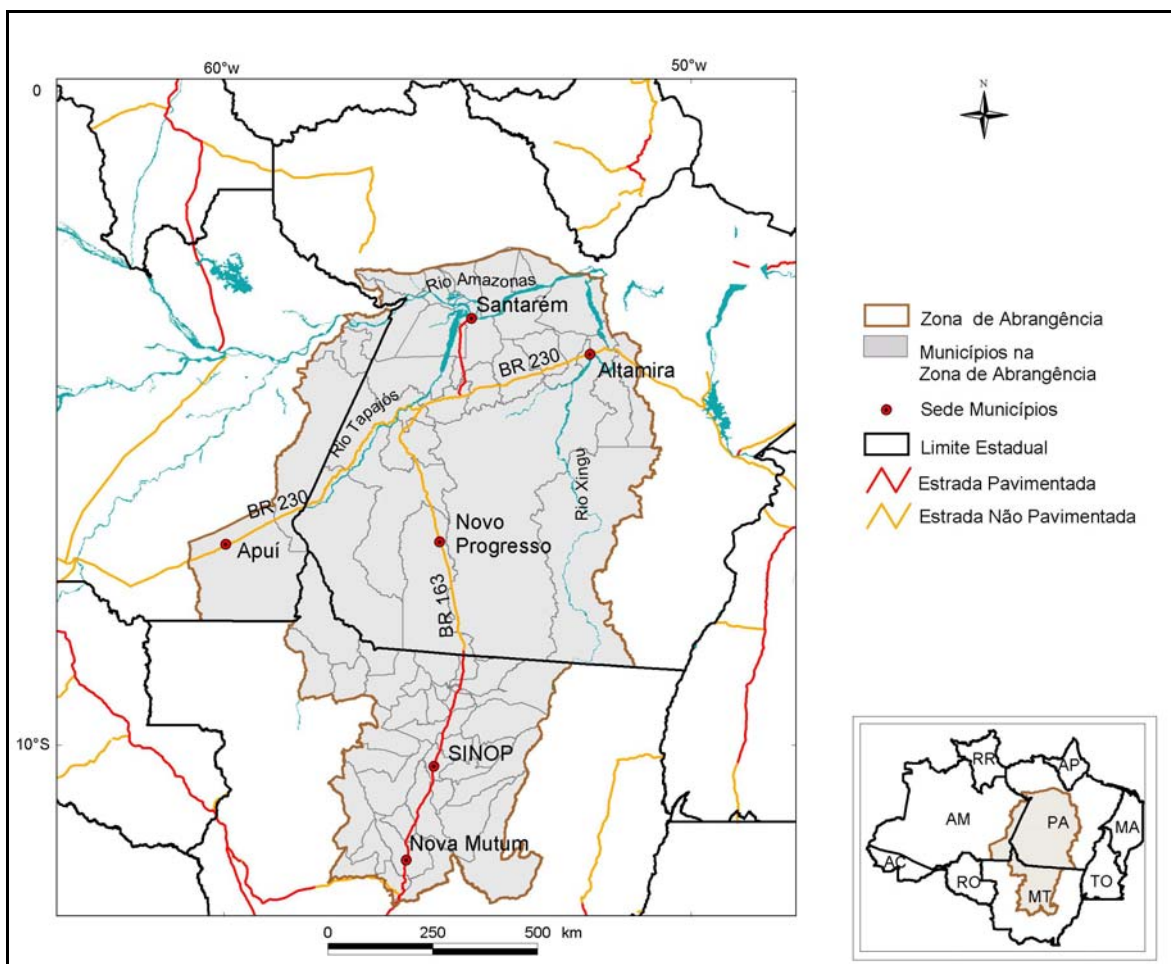 60°w
50°w
0
N
Rio Amazonas
Santarém
BR 230
Altamira
Rio Tapajós
Rio Xingu
BR 230
Apuí
Novo
Progresso
BR 163
10°S
SINOP
Nova Mutum
0 250 500 km
Zona de Abrangência
Municípios na
Zona de Abrangência
Sede Municípios
Limite Estadual
Estrada Pavimentada
Estrada Não Pavimentada
RR
AP
AM
PA
MA
AC
RO
TO
MT